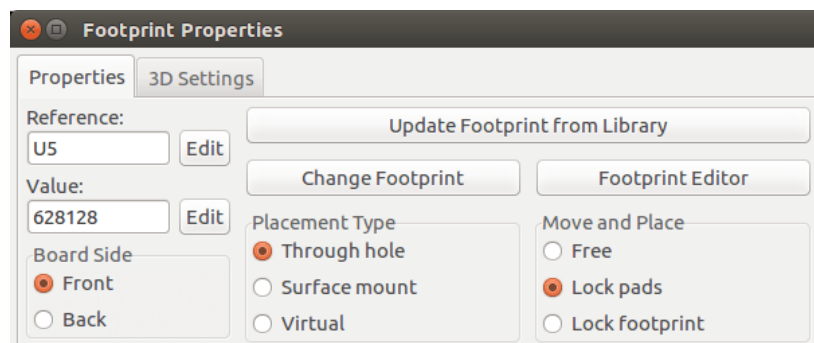 Footprint Properties
Properties 3D Settings
Reference:
U5 Edit
Value:
628128 Edit
Board Side
Front
Back
Update Footprint from Library
Change Footprint Footprint Editor
Placement Type
Through hole
Surface mount
Virtual
Move and Place
Free
Lock pads
Lock footprint